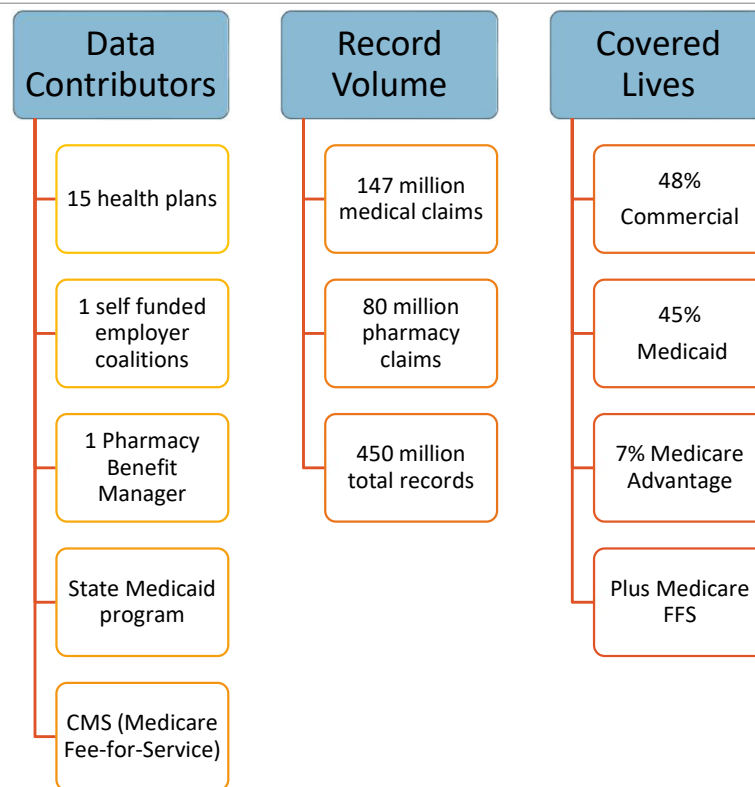 Data
Contributors
15 health plans
1 self funded
employer
coalitions
1 Pharmacy
Benefit
Manager
State Medicaid
program
CMS (Medicare
Fee-for-Service)
Record
Volume
147 million
medical claims
80 million
pharmacy
claims
450 million
total records
Covered
Lives
48%
Commercial
45%
Medicaid
7% Medicare
Advantage
Plus Medicare
FFS